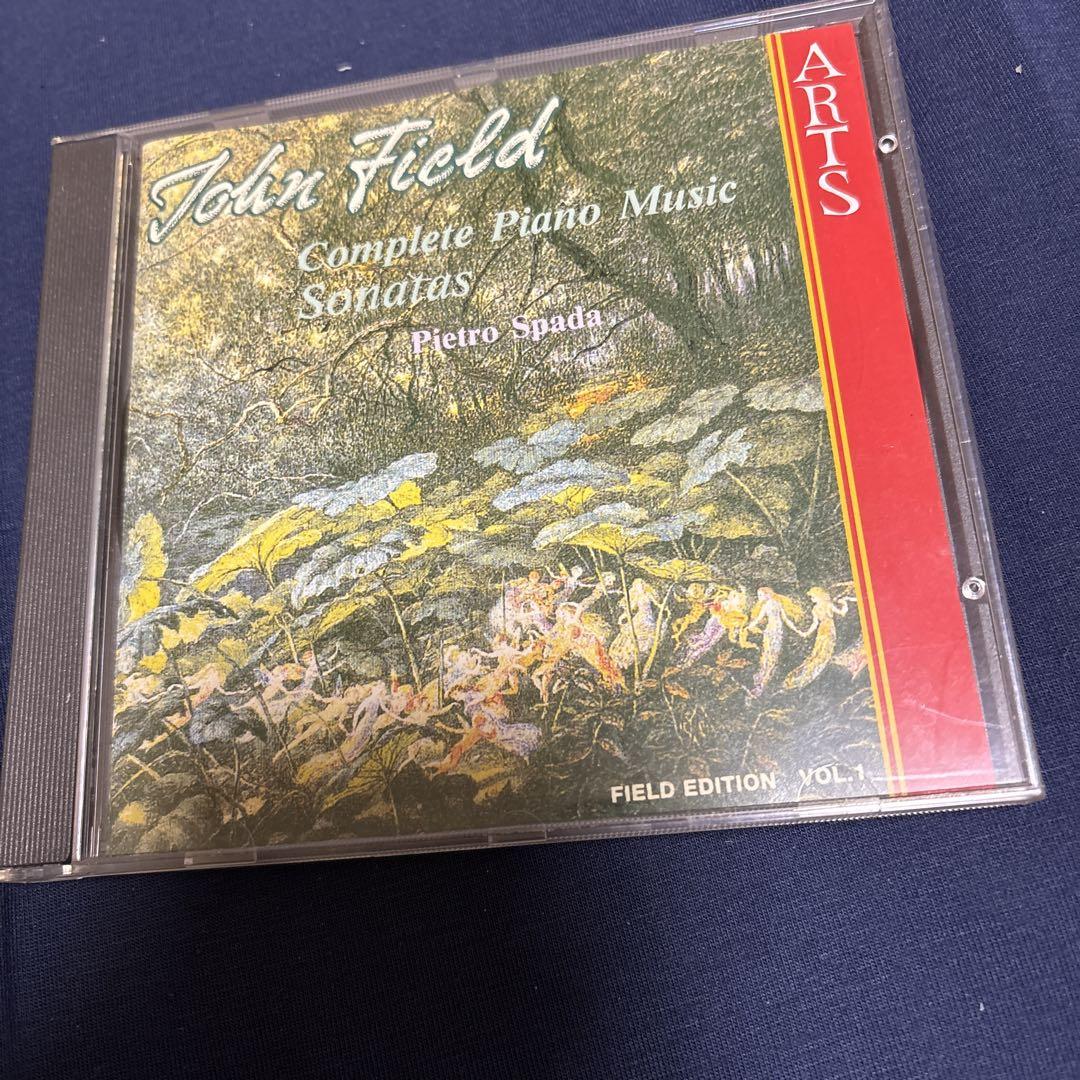 John Field
Complete Piano Music
Sonatas
Pietro Spada
ARTS
FIELD EDITION VOL.1